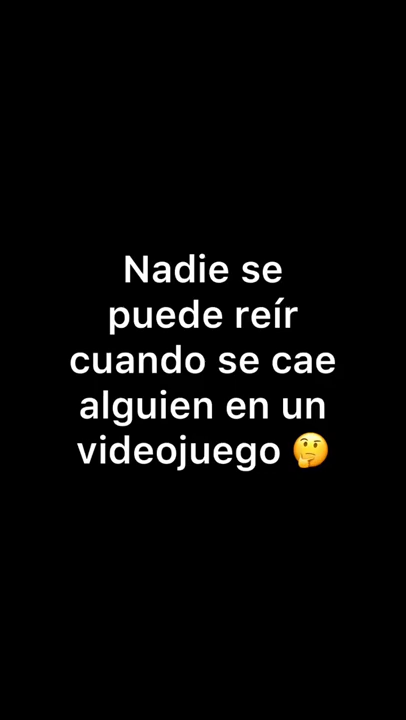 Nadie se
puede reír
cuando se cae
alguien en un
videojuego 🤔